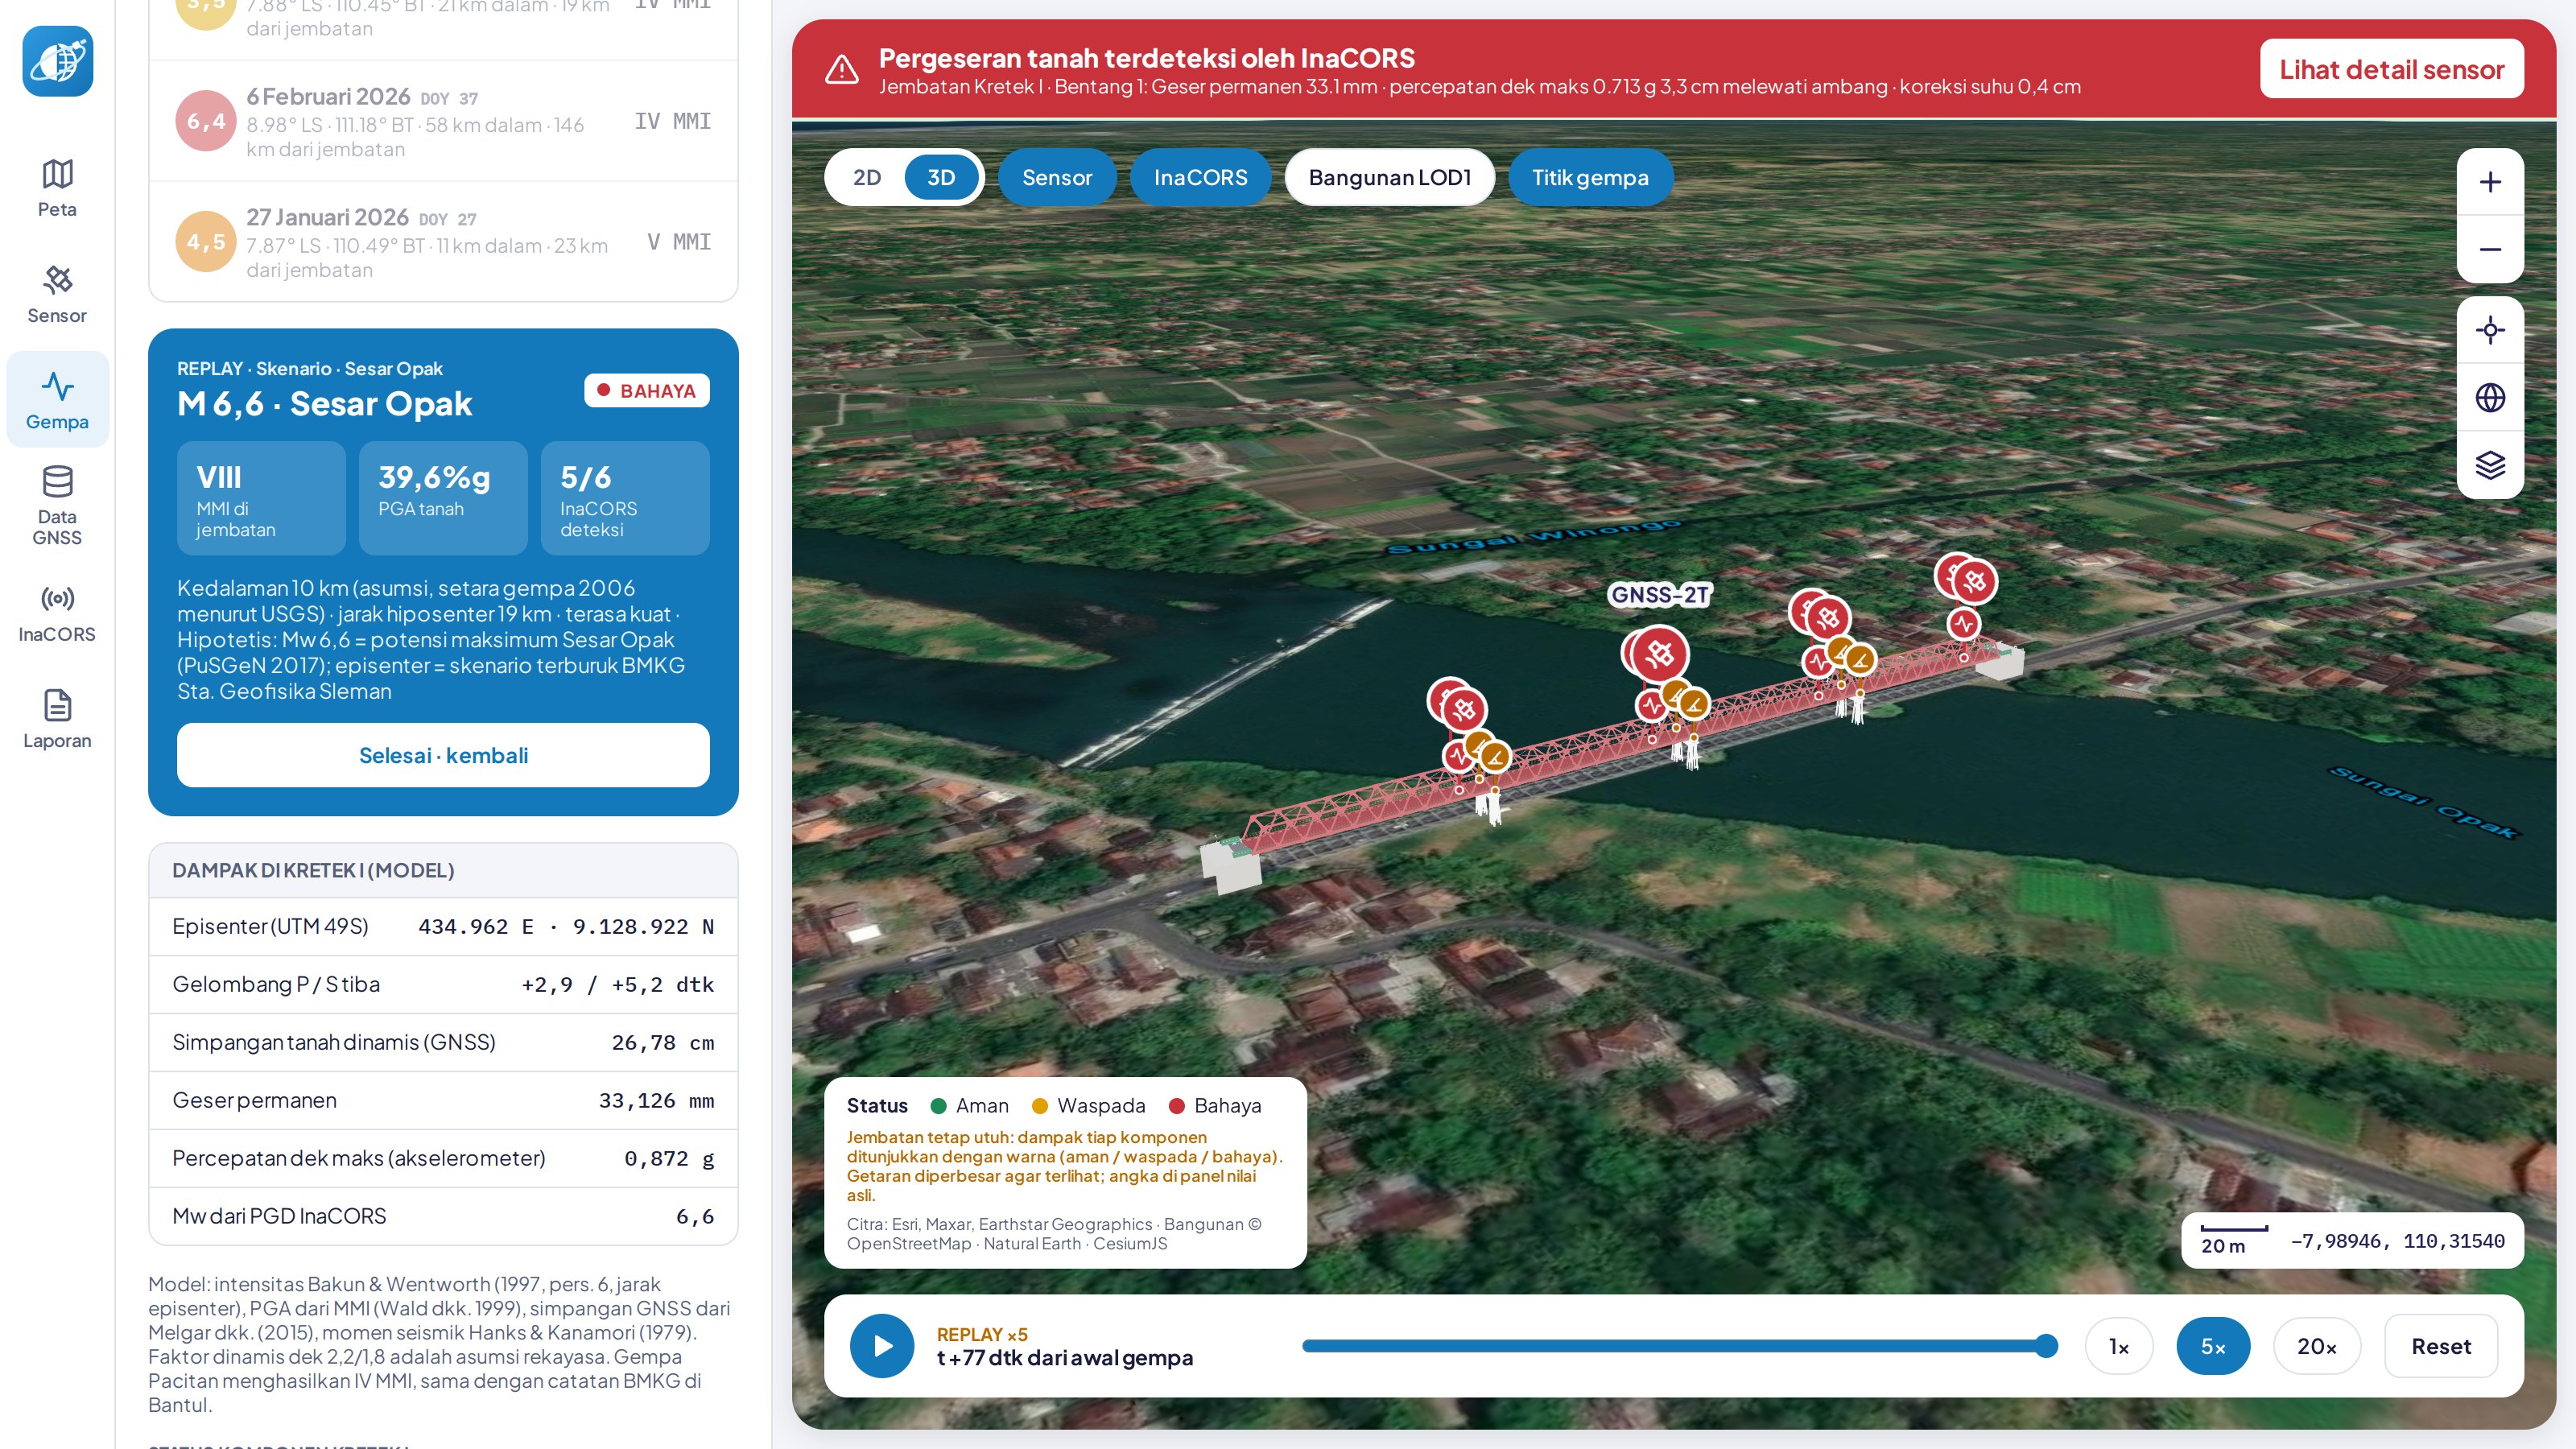 Peta
Sensor
Gempa
Data
GNSS
InaCORS
Laporan
3,5
7.88° LS · 110.45° BT · 21 km dalam · 19 km
dari jembatan
IV MMI
6,4
6 Februari 2026 DOY 37
8.98° LS · 111.18° BT · 58 km dalam · 146
km dari jembatan
IV MMI
4,5
27 Januari 2026 DOY 27
7.87° LS · 110.49° BT · 11 km dalam · 23 km
dari jembatan
V MMI
REPLAY · Skenario · Sesar Opak
M 6,6 · Sesar Opak
BAHAYA
VIII
MMI di
jembatan
39,6%g
PGA tanah
5/6
InaCORS
deteksi
Kedalaman 10 km (asumsi, setara gempa 2006
menurut USGS) · jarak hiposenter 19 km · terasa kuat ·
Hipotetis: Mw 6,6 = potensi maksimum Sesar Opak
(PuSGeN 2017); episenter = skenario terburuk BMKG
Sta. Geofisika Sleman
Selesai · kembali
DAMPAK DI KRETEK I (MODEL)
Episenter (UTM 49S) 434.962 E · 9.128.922 N
Gelombang P / S tiba +2,9 / +5,2 dtk
Simpangan tanah dinamis (GNSS) 26,78 cm
Geser permanen 33,126 mm
Percepatan dek maks (akselerometer) 0,872 g
Mw dari PGD InaCORS 6,6
Model: intensitas Bakun & Wentworth (1997, pers. 6, jarak
episenter), PGA dari MMI (Wald dkk. 1999), simpangan GNSS dari
Melgar dkk. (2015), momen seismik Hanks & Kanamori (1979).
Faktor dinamis dek 2,2/1,8 adalah asumsi rekayasa. Gempa
Pacitan menghasilkan IV MMI, sama dengan catatan BMKG di
Bantul.
Pergeseran tanah terdeteksi oleh InaCORS
Jembatan Kretek I · Bentang 1: Geser permanen 33.1 mm · percepatan dek maks 0.713 g 3,3 cm melewati ambang · koreksi suhu 0,4 cm
Lihat detail sensor
2D 3D Sensor InaCORS Bangunan LOD1 Titik gempa
Sungai Winongo
GNSS-2T
Sungai Opak
Status Aman Waspada Bahaya
Jembatan tetap utuh: dampak tiap komponen
ditunjukkan dengan warna (aman / waspada / bahaya).
Getaran diperbesar agar terlihat; angka di panel nilai
asli.
Citra: Esri, Maxar, Earthstar Geographics · Bangunan ©
OpenStreetMap · Natural Earth · CesiumJS
20 m
−7,98946, 110,31540
REPLAY ×5
t +77 dtk dari awal gempa
1×
5×
20×
Reset